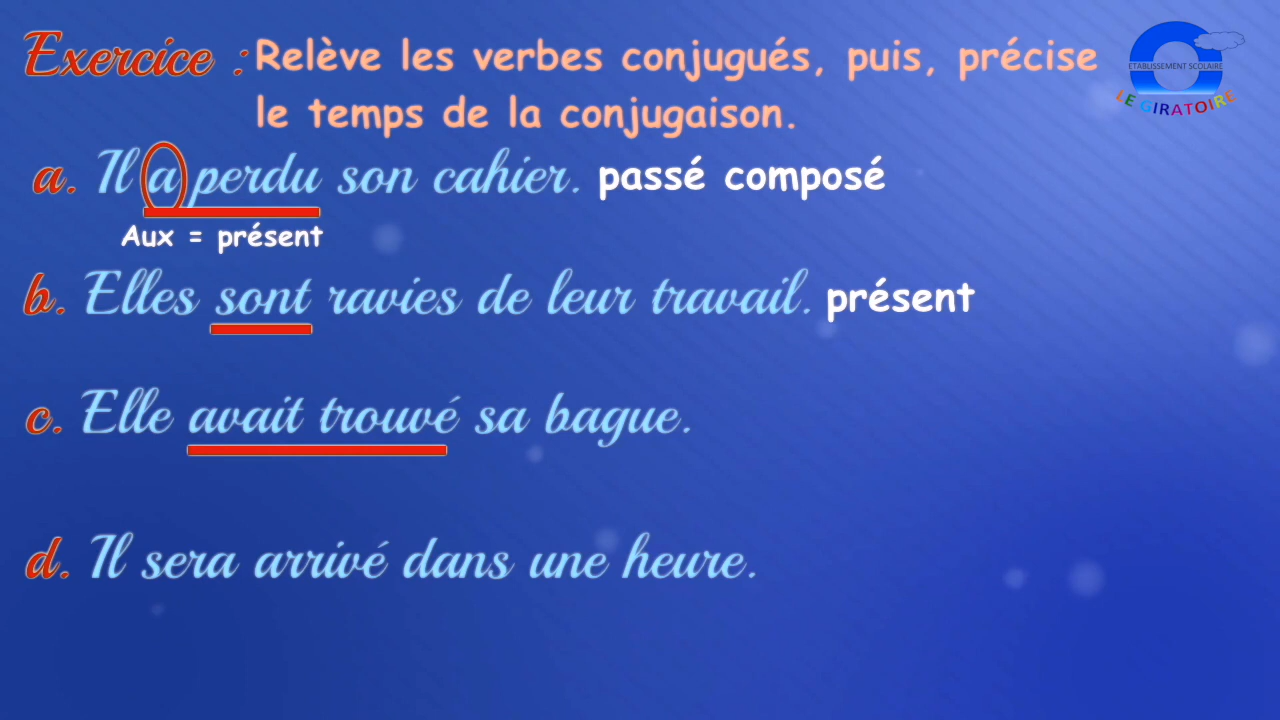 Exercice : Relève les verbes conjugués, puis, précise
le temps de la conjugaison.
ETABLISSEMENT SCOLAIRE
LE GIRATOIRE
a. Il a perdu son cahier. passé composé
Aux = présent
b. Elles sont ravies de leur travail. présent
c. Elle avait trouvé sa bague.
d. Il sera arrivé dans une heure.